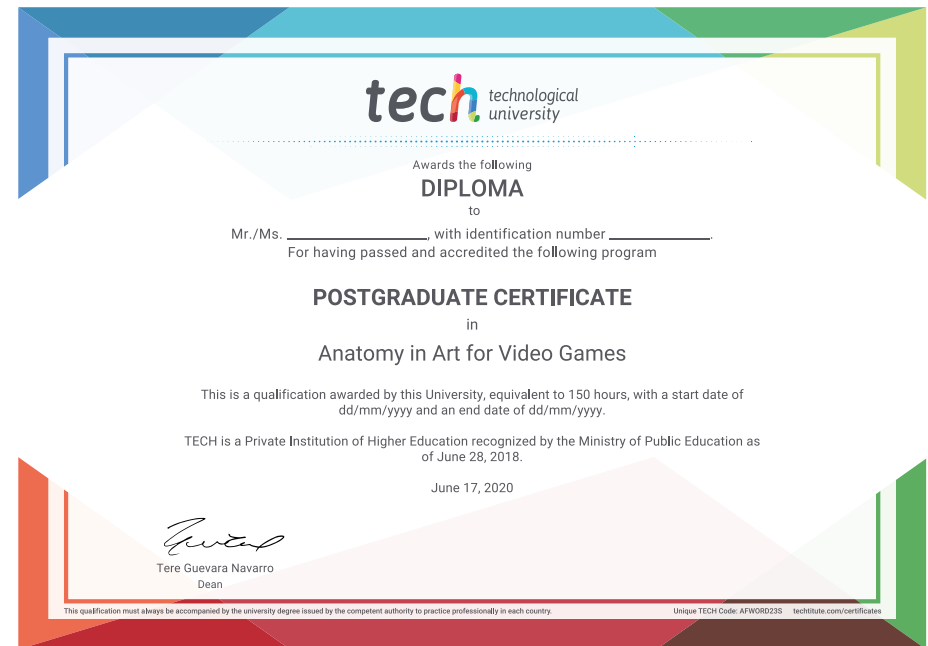 tech technological
university
Awards the following
DIPLOMA
to
Mr./Ms. ____________________, with identification number ______________.
For having passed and accredited the following program
POSTGRADUATE CERTIFICATE
in
Anatomy in Art for Video Games
This is a qualification awarded by this University, equivalent to 150 hours, with a start date of
dd/mm/yyyy and an end date of dd/mm/yyyy.
TECH is a Private Institution of Higher Education recognized by the Ministry of Public Education as
of June 28, 2018.
June 17, 2020
Tere Guevara Navarro
Dean
This qualification must always be accompanied by the university degree issued by the competent authority to practice professionally in each country.
Unique TECH Code: AFWORD23S techtitute.com/certificates